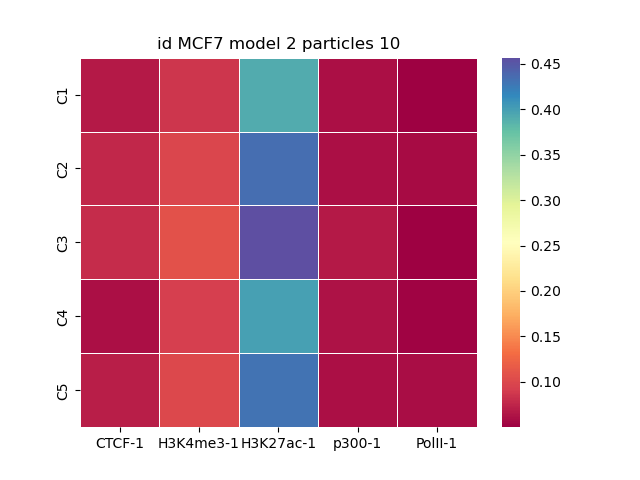 id MCF7 model 2 particles 10
C1
C2
C3
C4
C5
CTCF-1 H3K4me3-1 H3K27ac-1 p300-1 PolII-1
0.45
0.40
0.35
0.30
0.25
0.20
0.15
0.10